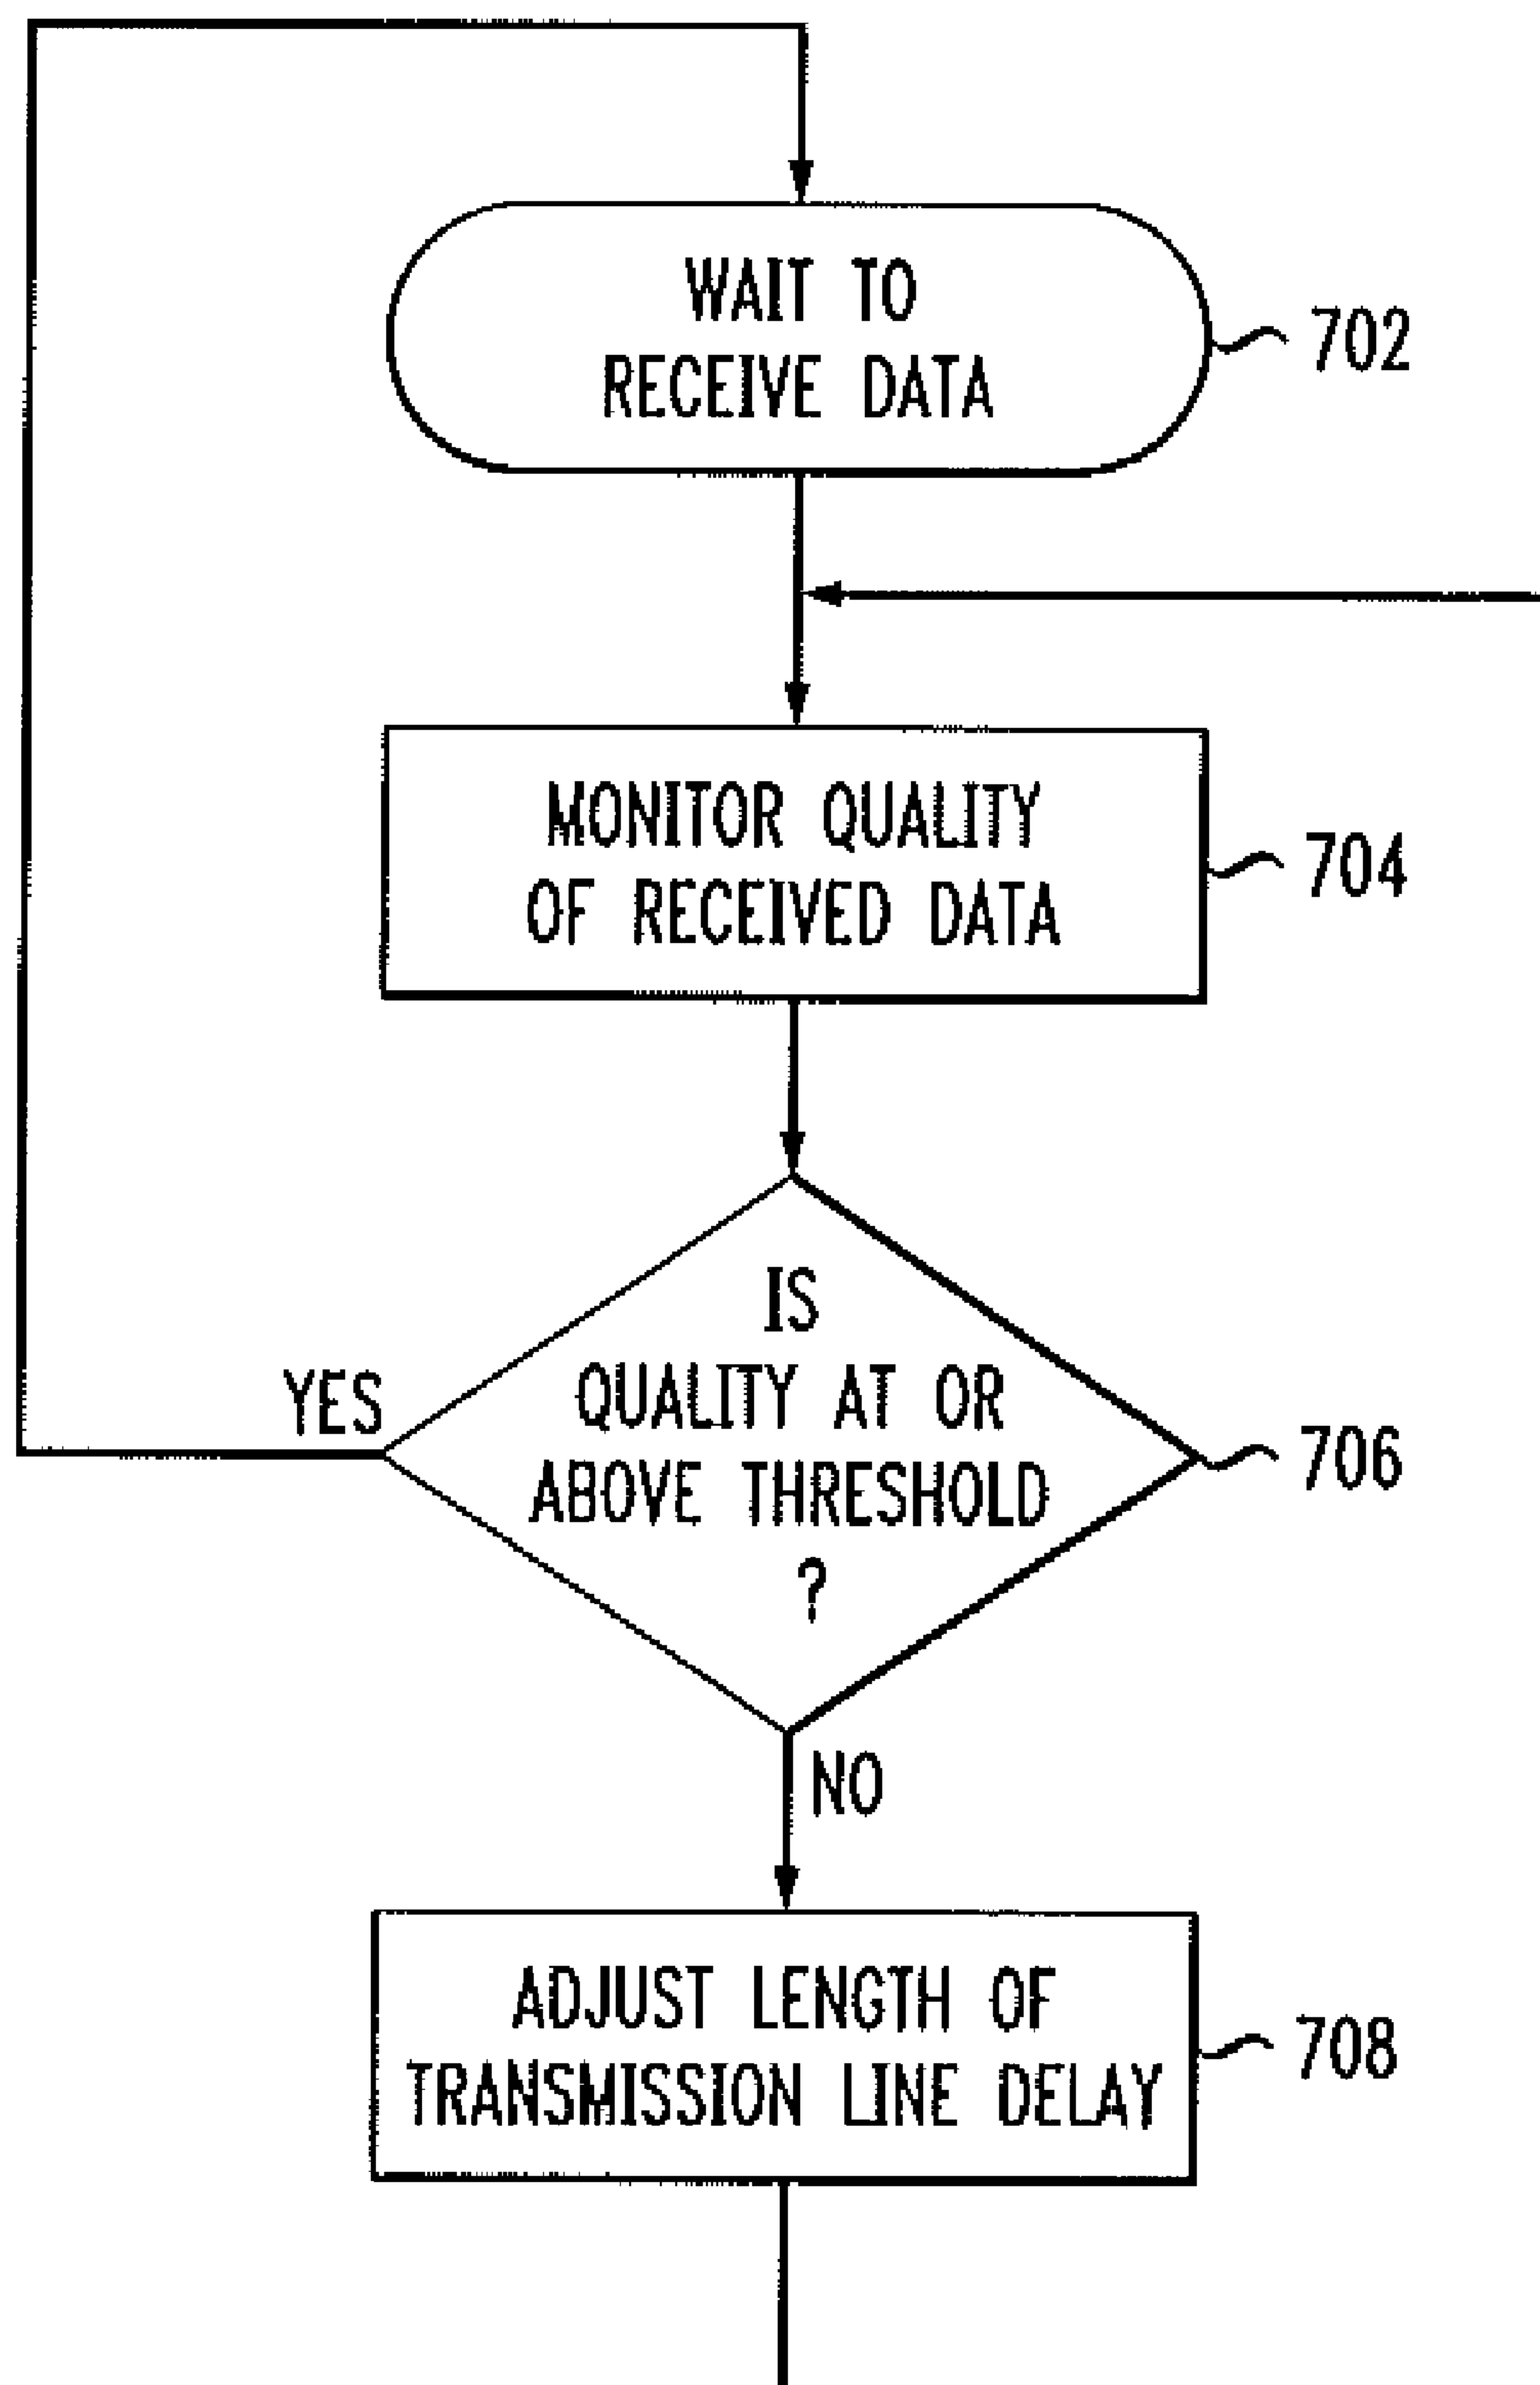 WAIT TO
RECEIVE DATA
702
MONITOR QUALITY
OF RECEIVED DATA
704
IS
QUALITY AT OR
ABOVE THRESHOLD
?
YES
706
NO
ADJUST LENGTH OF
TRANSMISSION LINE DELAY
708